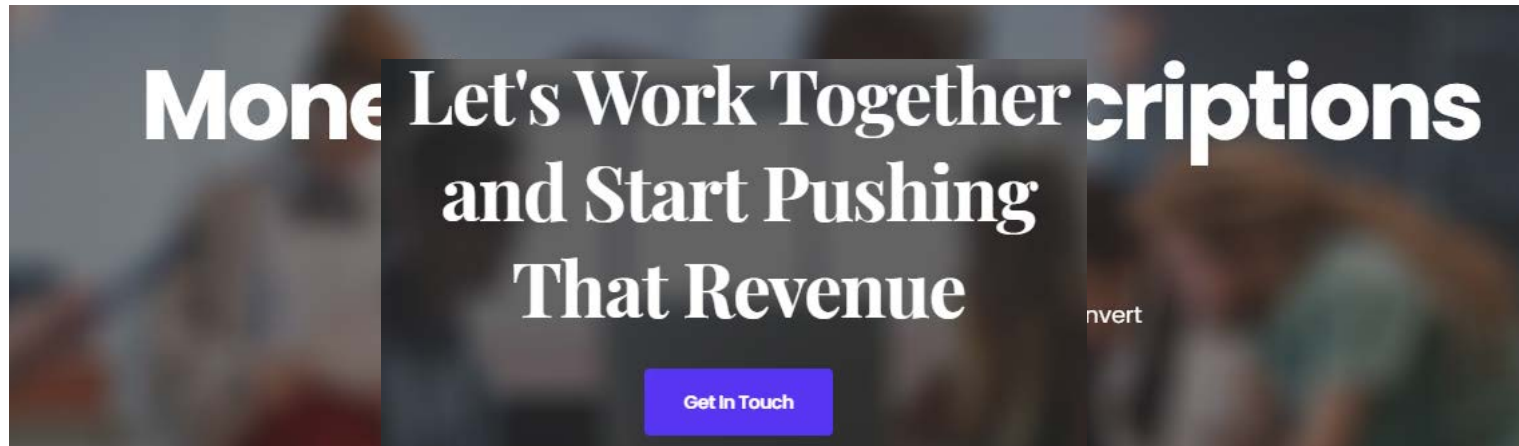 Mone
criptions
Let's Work Together
and Start Pushing
That Revenue
nvert
Get In Touch